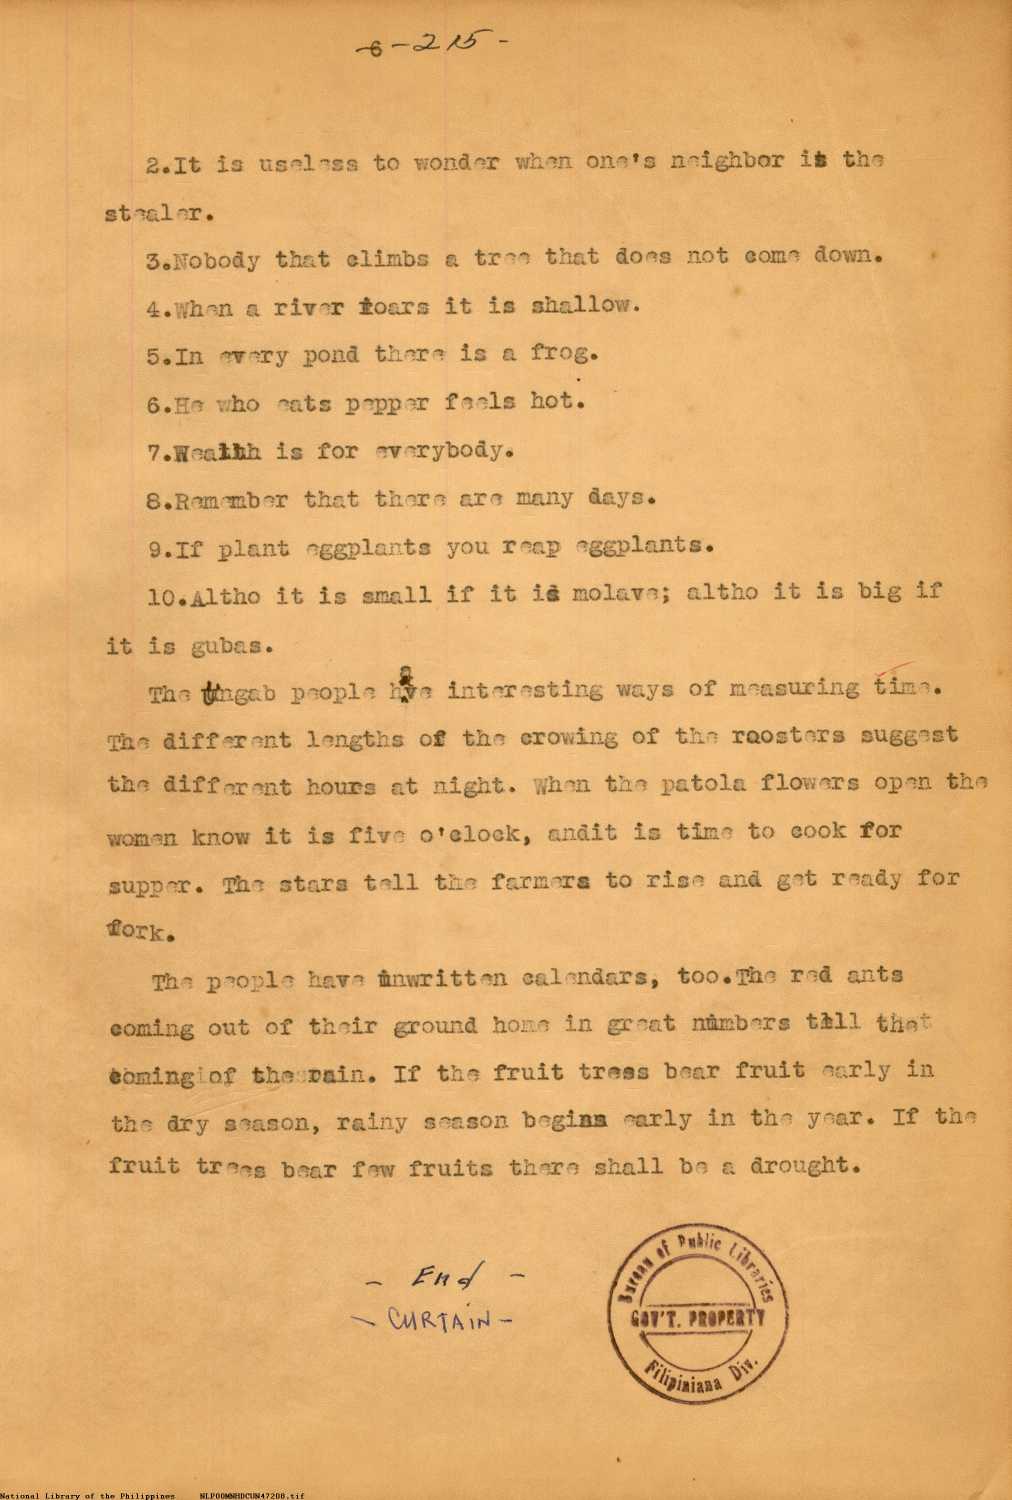 -6-215-
2.It is useless to wonder when one's neighbor is the
stealer.
3.Nobody that climbs a tree that does not come down.
4.When a river roars it is shallow.
5.In every pond there is a frog.
6.He who eats pepper feels hot.
7.Wealth is for everybody.
8.Remember that there are many days.
9.If plant eggplants you reap eggplants.
10.Altho it is small if it is molave; altho it is big if
it is gubas.
The Ungab people have interesting ways of measuring time.
The different lengths of the crowing of the roosters suggest
the different hours at night. When the patola flowers open the
women know it is five o'clock, andit is time to cook for
supper. The stars tell the farmers to rise and get ready for
fork.
The people have unwritten calendars, too.The red ants
coming out of their ground home in great numbers tell that
coming of the rain. If the fruit trees bear fruit early in
the dry season, rainy season begins early in the year. If the
fruit trees bear few fruits there shall be a drought.
- End -
- CURTAIN -
Bureau of Public Libraries
GOV'T. PROPERTY
Filipiniana Div.
National Library of the Philippines NLP00MNHDCUN47200.tif